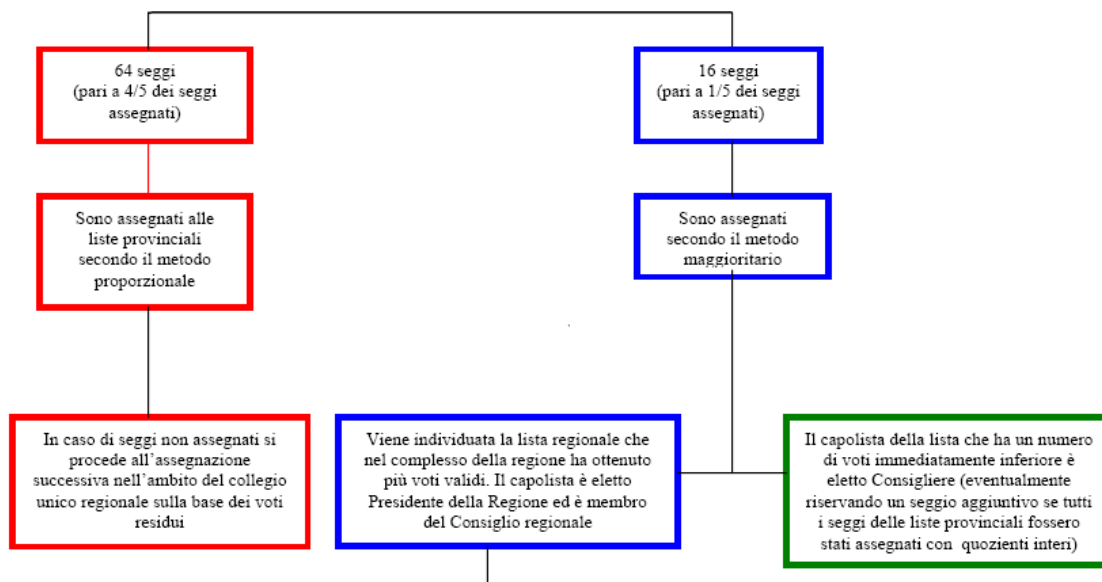 64 seggi
(pari a 4/5 dei seggi
assegnati)
16 seggi
(pari a 1/5 dei seggi
assegnati)
Sono assegnati alle
liste provinciali
secondo il metodo
proporzionale
Sono assegnati
secondo il metodo
maggioritario
In caso di seggi non assegnati si
procede all'assegnazione
successiva nell'ambito del collegio
unico regionale sulla base dei voti
residui
Viene individuata la lista regionale che
nel complesso della regione ha ottenuto
più voti validi. Il capolista è eletto
Presidente della Regione ed è membro
del Consiglio regionale
Il capolista della lista che ha un numero
di voti immediatamente inferiore è
eletto Consigliere (eventualmente
riservando un seggio aggiuntivo se tutti
i seggi delle liste provinciali fossero
stati assegnati con quozienti interi)